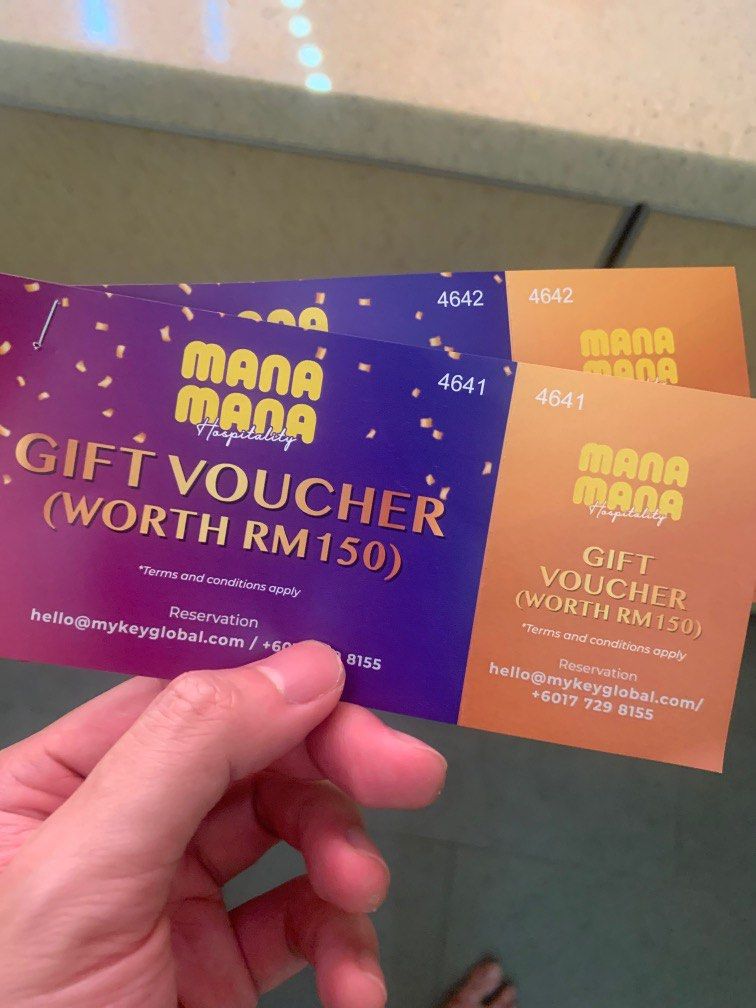 4642
4642
MANA
MANA
4641
MANA
MANA
Hospitality
GIFT VOUCHER
(WORTH RM150)
*Terms and conditions apply
Reservation
hello@mykeyglobal.com / +60 8155
4641
MANA
MANA
Hospitality
GIFT
VOUCHER
(WORTH RM150)
*Terms and conditions apply
Reservation
hello@mykeyglobal.com/
+6017 729 8155